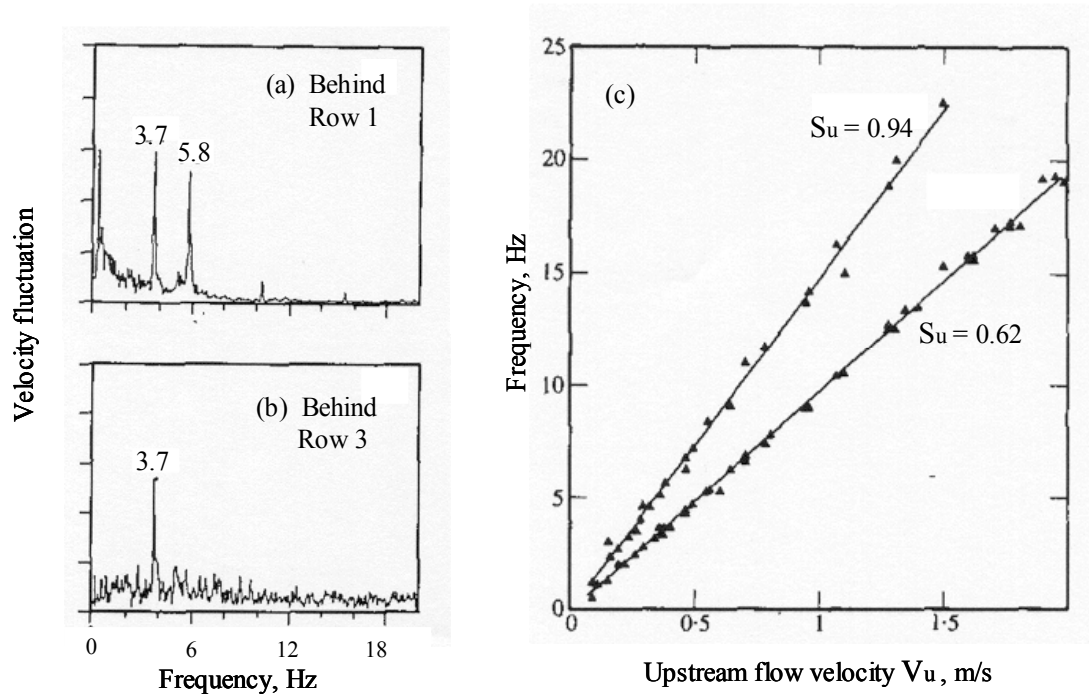 Velocity fluctuation
(a) Behind
Row 1
3.7
5.8
(b) Behind
Row 3
3.7
0 6 12 18
Frequency, Hz
(c)
25
20
15
10
5
0
Frequency, Hz
Su = 0.94
Su = 0.62
0 0·5 1 1·5
Upstream flow velocity Vu , m/s